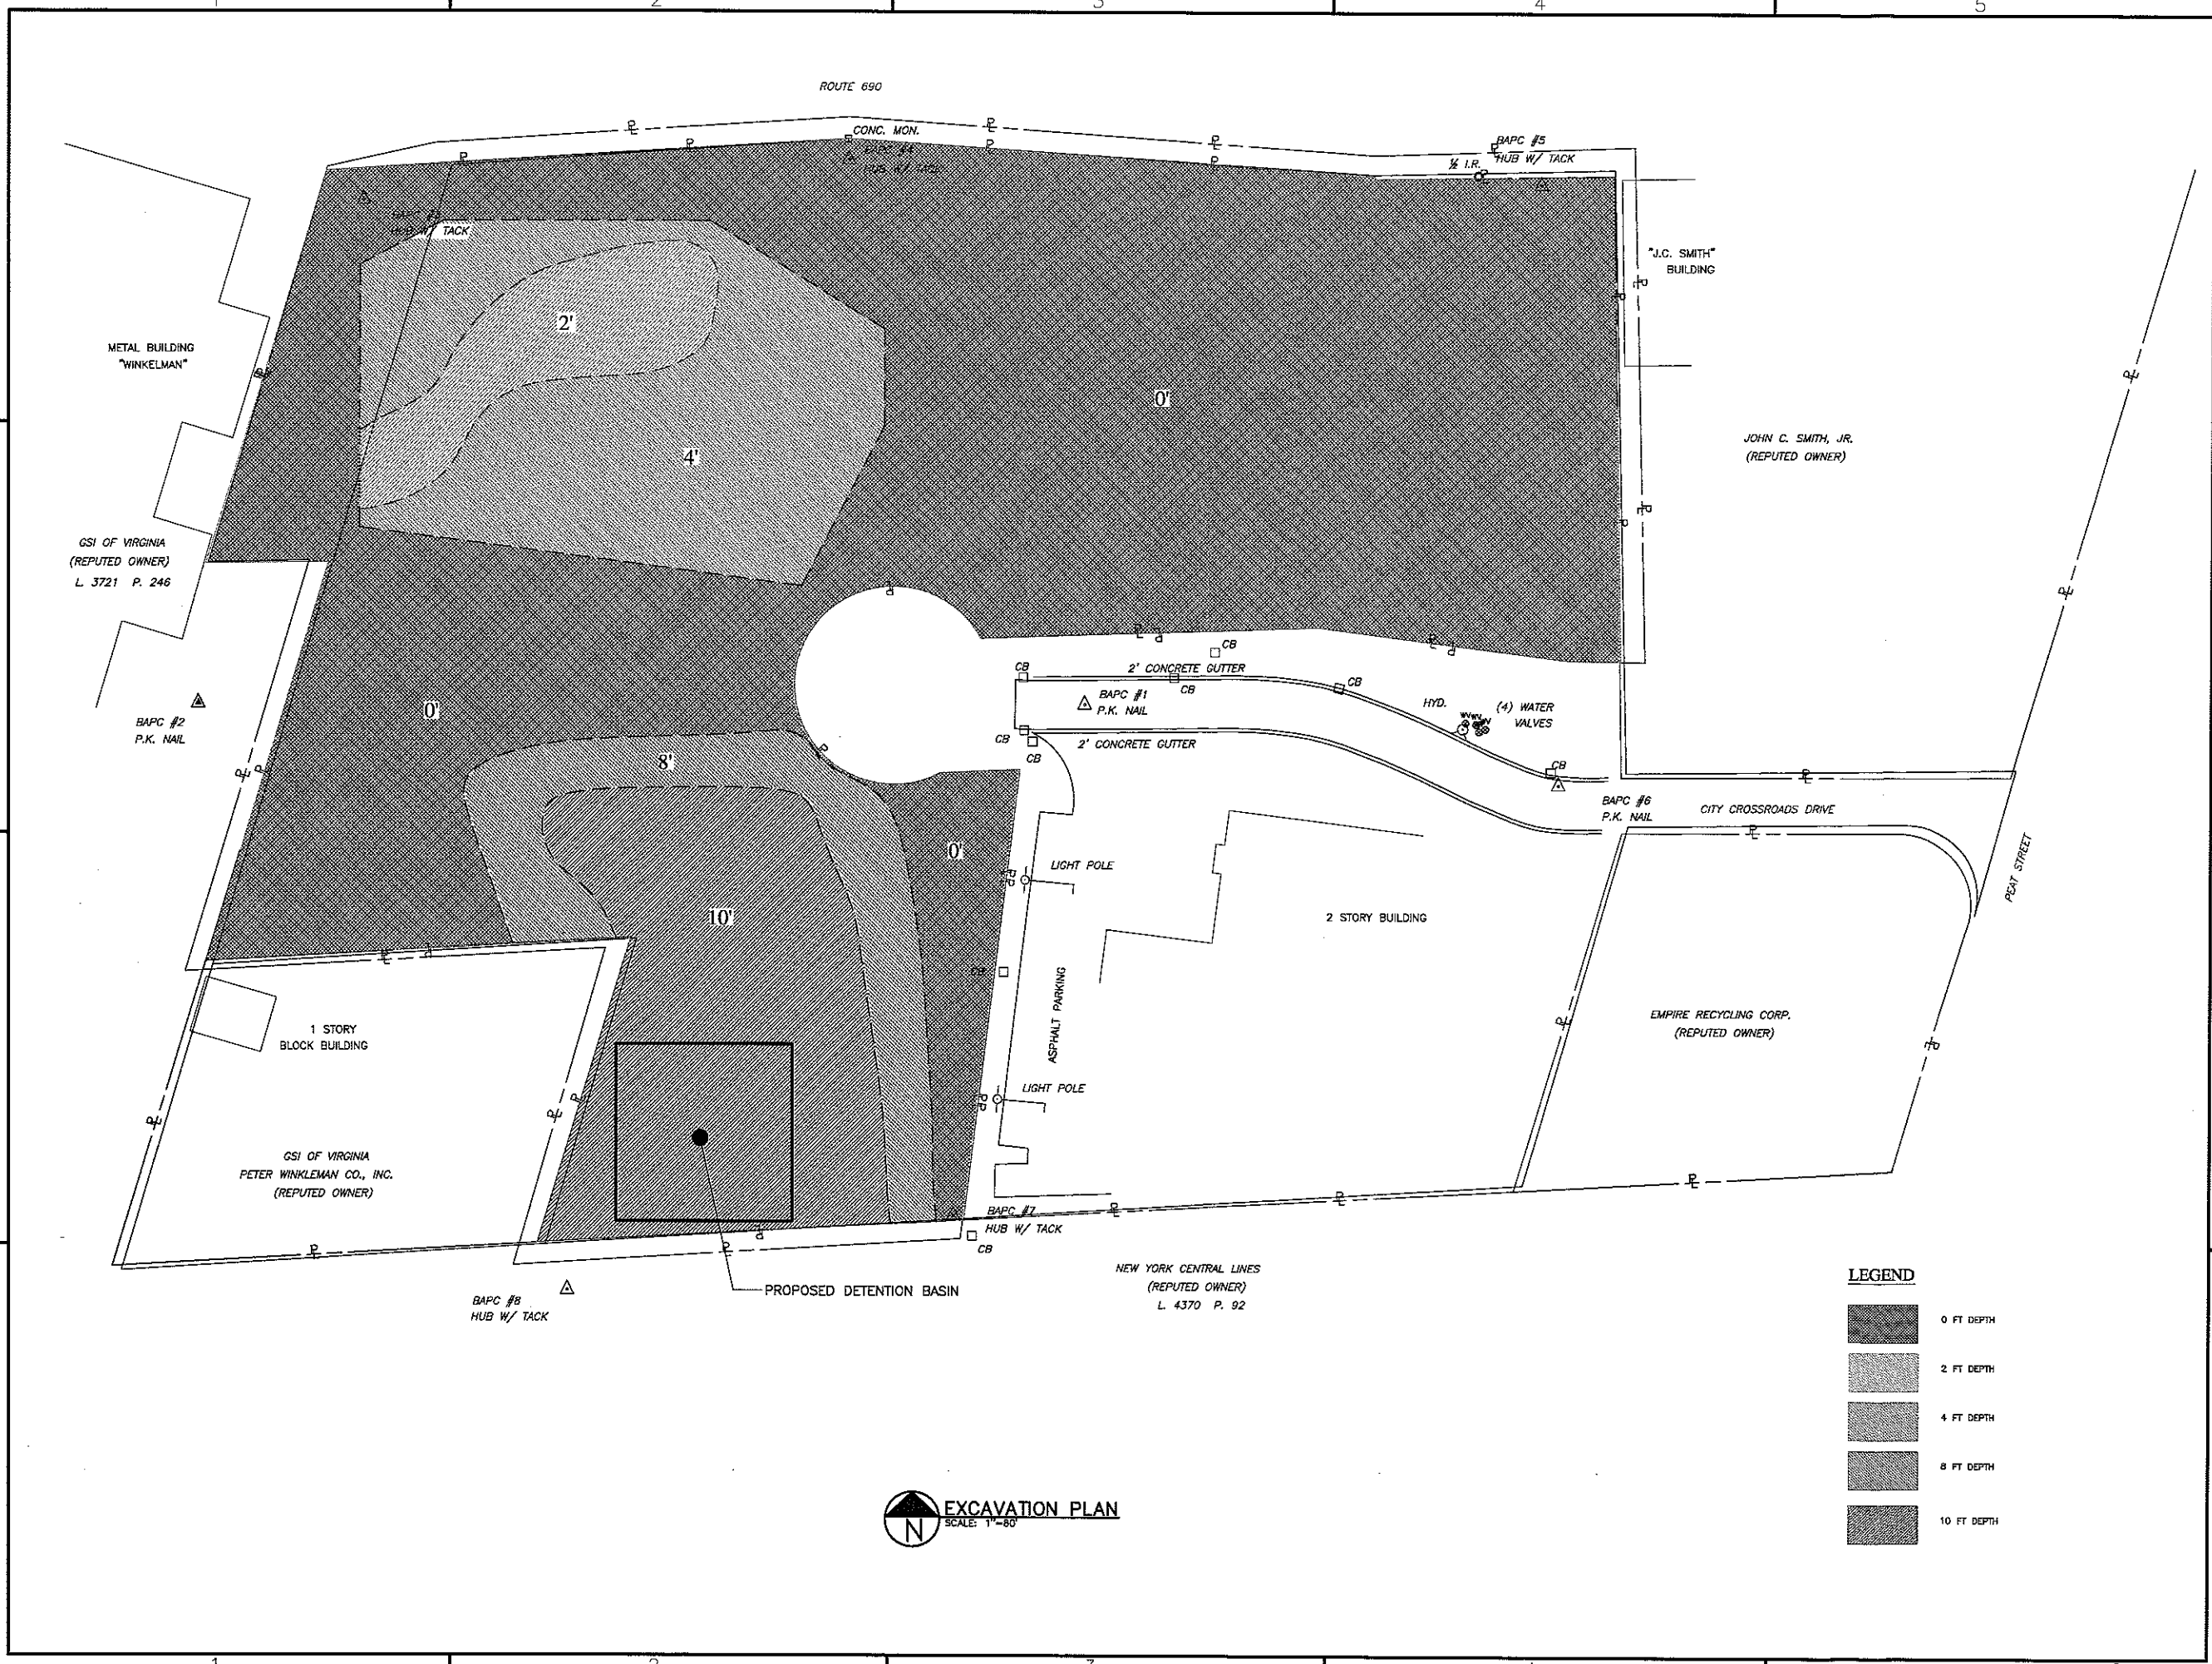 1 2 3 4 5
ROUTE 690
CONC. MON.
BAPC #4
HUB W/ TACK
BAPC #5
HUB W/ TACK
½ I.R.
HUB W/ TACK
"J.C. SMITH"
BUILDING
2'
METAL BUILDING
"WINKELMAN"
0'
4'
JOHN C. SMITH, JR.
(REPUTED OWNER)
GSI OF VIRGINIA
(REPUTED OWNER)
L. 3721 P. 246
CB
CB
2' CONCRETE GUTTER
CB
CB
BAPC #1
P.K. NAIL
HYD.
(4) WATER
VALVES
BAPC #2
P.K. NAIL
0'
CB
CB
2' CONCRETE GUTTER
8'
CB
BAPC #6
P.K. NAIL
CITY CROSSROADS DRIVE
0'
LIGHT POLE
PEAT STREET
10'
2 STORY BUILDING
CB
ASPHALT PARKING
1 STORY
BLOCK BUILDING
EMPIRE RECYCLING CORP.
(REPUTED OWNER)
LIGHT POLE
GSI OF VIRGINIA
PETER WINKLEMAN CO., INC.
(REPUTED OWNER)
BAPC #7
HUB W/ TACK
CB
NEW YORK CENTRAL LINES
(REPUTED OWNER)
L. 4370 P. 92
PROPOSED DETENTION BASIN
BAPC #8
HUB W/ TACK
LEGEND
0 FT DEPTH
2 FT DEPTH
4 FT DEPTH
8 FT DEPTH
10 FT DEPTH
N
EXCAVATION PLAN
SCALE: 1"=80'